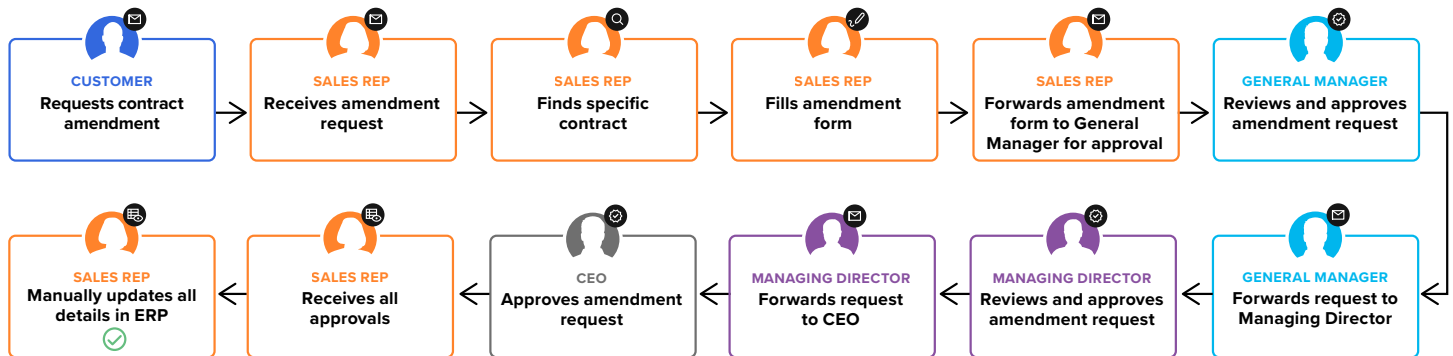 CUSTOMER
Requests contract
amendment
SALES REP
Receives amendment
request
SALES REP
Finds specific
contract
SALES REP
Fills amendment
form
SALES REP
Forwards amendment
form to General
Manager for approval
GENERAL MANAGER
Reviews and approves
amendment request
GENERAL MANAGER
Forwards request to
Managing Director
MANAGING DIRECTOR
Reviews and approves
amendment request
MANAGING DIRECTOR
Forwards request
to CEO
CEO
Approves amendment
request
SALES REP
Receives all
approvals
SALES REP
Manually updates all
details in ERP